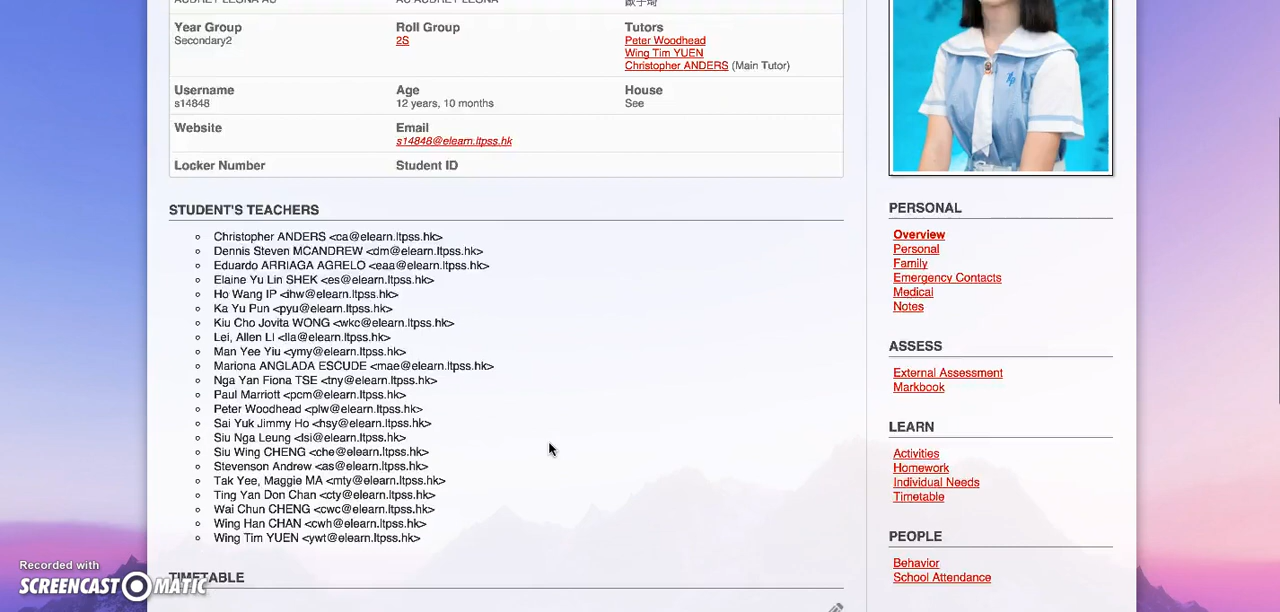 AUDREY LEONA AU AU AUDREY LEONA 歐子琦
Year Group Roll Group Tutors
Secondary2 2S Peter Woodhead
Wing Tim YUEN
Christopher ANDERS (Main Tutor)
Username Age House
s14848 12 years, 10 months See
Website Email
s14848@elearn.ltpss.hk
Locker Number Student ID
STUDENT'S TEACHERS
Christopher ANDERS <ca@elearn.ltpss.hk>
Dennis Steven MCANDREW <dm@elearn.ltpss.hk>
Eduardo ARRIAGA AGRELO <eaa@elearn.ltpss.hk>
Elaine Yu Lin SHEK <es@elearn.ltpss.hk>
Ho Wang IP <ihw@elearn.ltpss.hk>
Ka Yu Pun <pyu@elearn.ltpss.hk>
Kiu Cho Jovita WONG <wkc@elearn.ltpss.hk>
Lei, Allen LI <lla@elearn.ltpss.hk>
Man Yee Yiu <ymy@elearn.ltpss.hk>
Mariona ANGLADA ESCUDE <mae@elearn.ltpss.hk>
Nga Yan Fiona TSE <tny@elearn.ltpss.hk>
Paul Marriott <pcm@elearn.ltpss.hk>
Peter Woodhead <plw@elearn.ltpss.hk>
Sai Yuk Jimmy Ho <hsy@elearn.ltpss.hk>
Siu Nga Leung <lsi@elearn.ltpss.hk>
Siu Wing CHENG <che@elearn.ltpss.hk>
Stevenson Andrew <as@elearn.ltpss.hk>
Tak Yee, Maggie MA <mty@elearn.ltpss.hk>
Ting Yan Don Chan <cty@elearn.ltpss.hk>
Wai Chun CHENG <cwc@elearn.ltpss.hk>
Wing Han CHAN <cwh@elearn.ltpss.hk>
Wing Tim YUEN <ywt@elearn.ltpss.hk>
TIMETABLE
PERSONAL
Overview
Personal
Family
Emergency Contacts
Medical
Notes
ASSESS
External Assessment
Markbook
LEARN
Activities
Homework
Individual Needs
Timetable
PEOPLE
Behavior
School Attendance
Recorded with
SCREENCAST MATIC